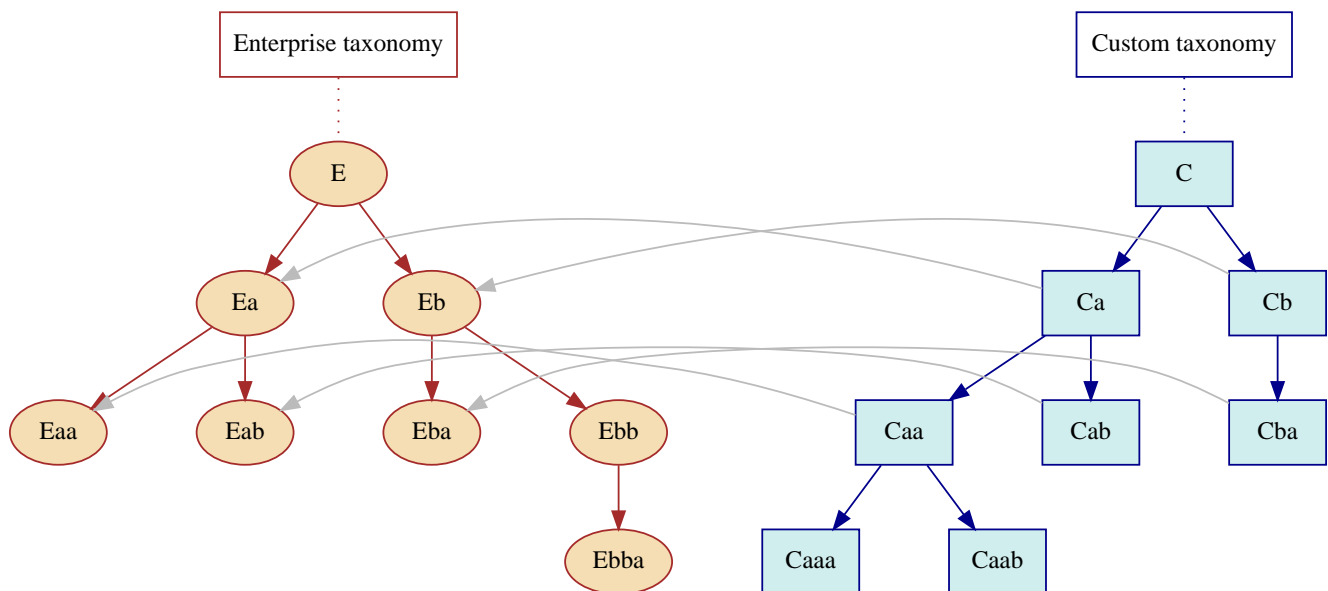 Enterprise taxonomy
Custom taxonomy
E
C
Ea
Eb
Ca
Cb
Eaa
Eab
Eba
Ebb
Caa
Cab
Cba
Ebba
Caaa
Caab